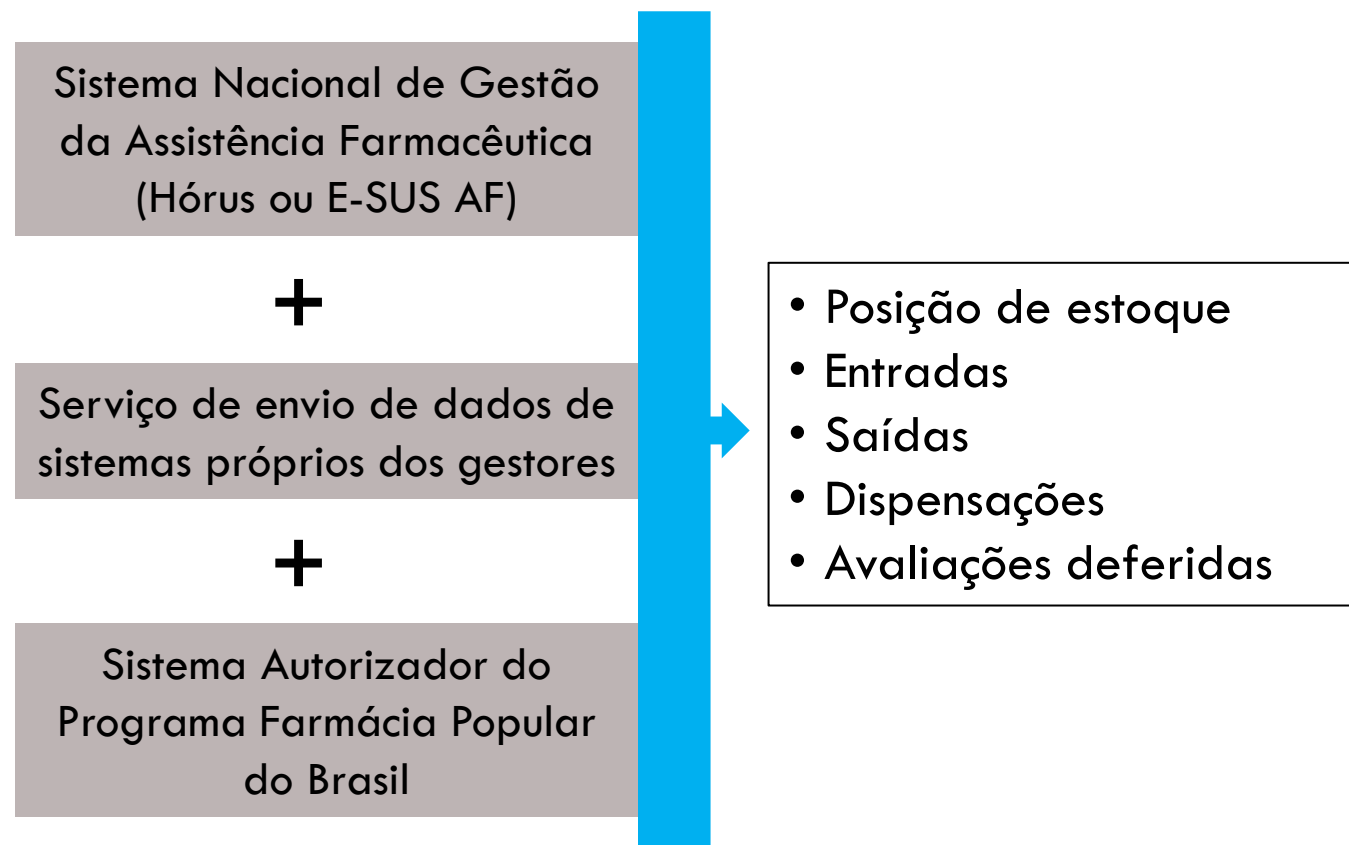 Sistema Nacional de Gestão
da Assistência Farmacêutica
(Hórus ou E-SUS AF)
+
Serviço de envio de dados de
sistemas próprios dos gestores
+
Sistema Autorizador do
Programa Farmácia Popular
do Brasil
• Posição de estoque
• Entradas
• Saídas
• Dispensações
• Avaliações deferidas